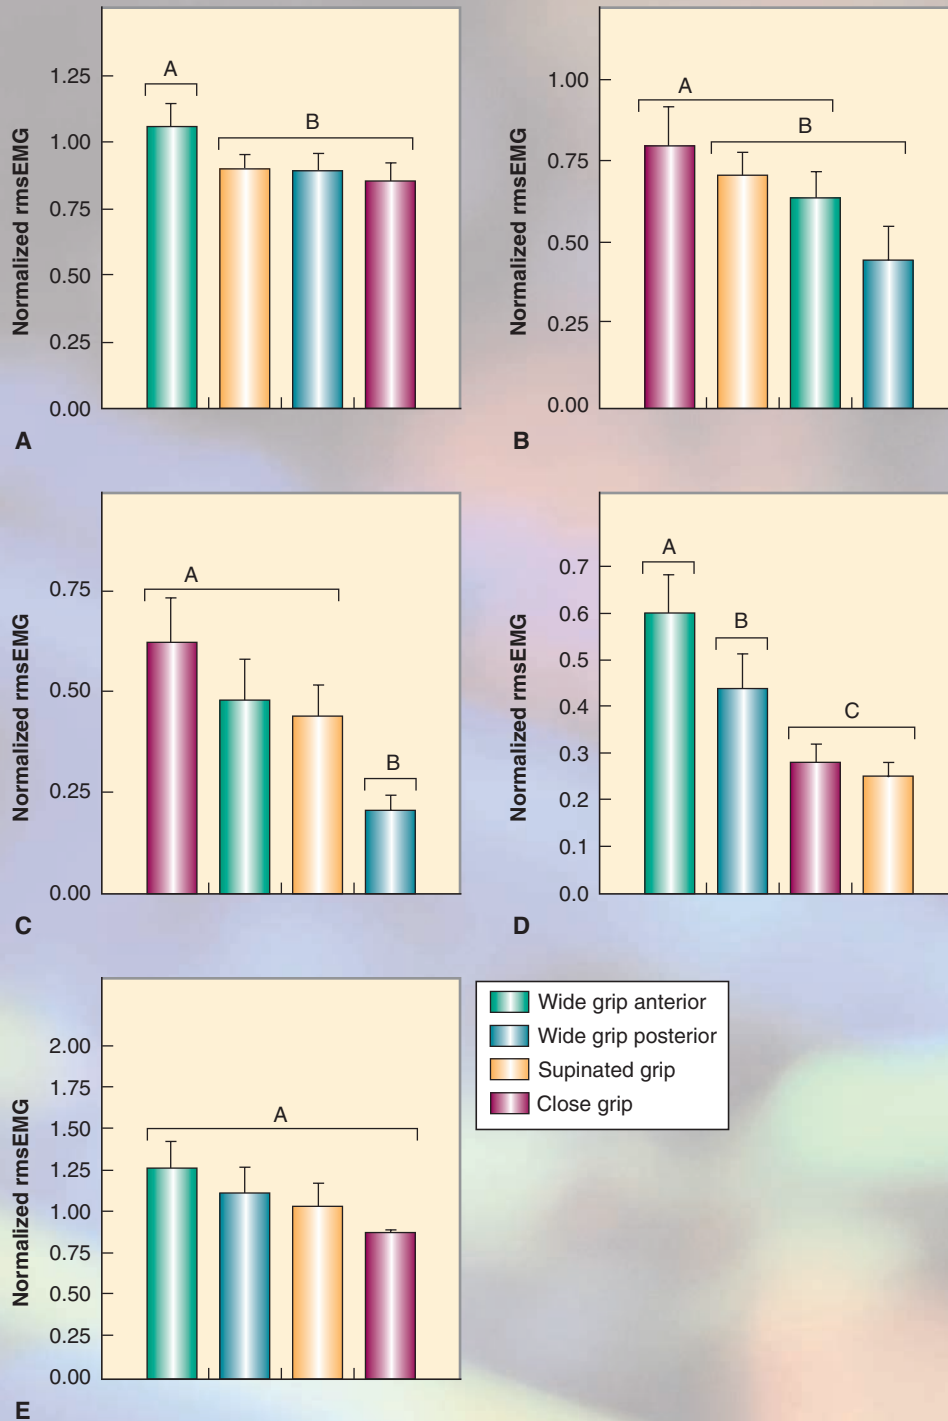 A
B
1.25
1.00
0.75
0.50
0.25
0.00
Normalized rmsEMG
A
A
B
1.00
0.75
0.50
0.25
0.00
Normalized rmsEMG
B
A
B
0.75
0.50
0.25
0.00
Normalized rmsEMG
C
A
B
C
0.7
0.6
0.5
0.4
0.3
0.2
0.1
0.0
Normalized rmsEMG
D
A
2.00
1.75
1.50
1.25
1.00
0.75
0.50
0.25
0.00
Normalized rmsEMG
E
Wide grip anterior
Wide grip posterior
Supinated grip
Close grip